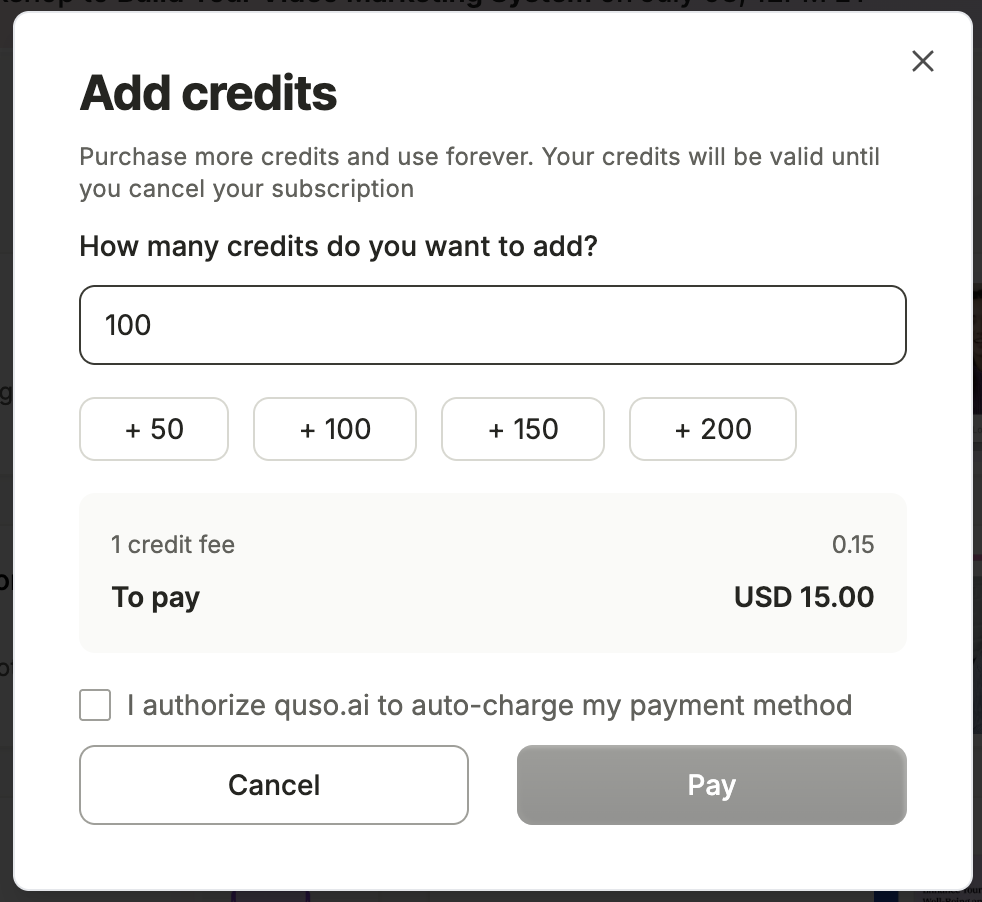 Add credits
Purchase more credits and use forever. Your credits will be valid until
you cancel your subscription
How many credits do you want to add?
100
+ 50 + 100 + 150 + 200
1 credit fee 0.15
To pay USD 15.00
I authorize quso.ai to auto-charge my payment method
Cancel Pay